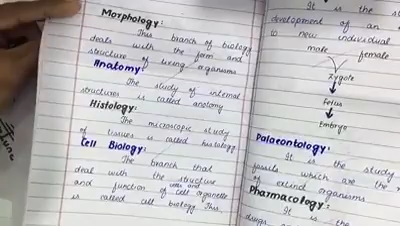 Morphology:
This branch of biology
deals with the form and
structure of living organisms
Anatomy:
The study of internal
structures is called anatomy
Histology:
The microscopic study
of tissues is called histology
Cell Biology:
The branch that
deal with the structure
and function of cell organelle
is called cell biology. This
It is the
development of an
to new individual
male female
Zygote
Fetus
Embryo
Palaeontology:
It is the study
fossils which are the
of extind organisms
Pharmacology:
It is the
drugs